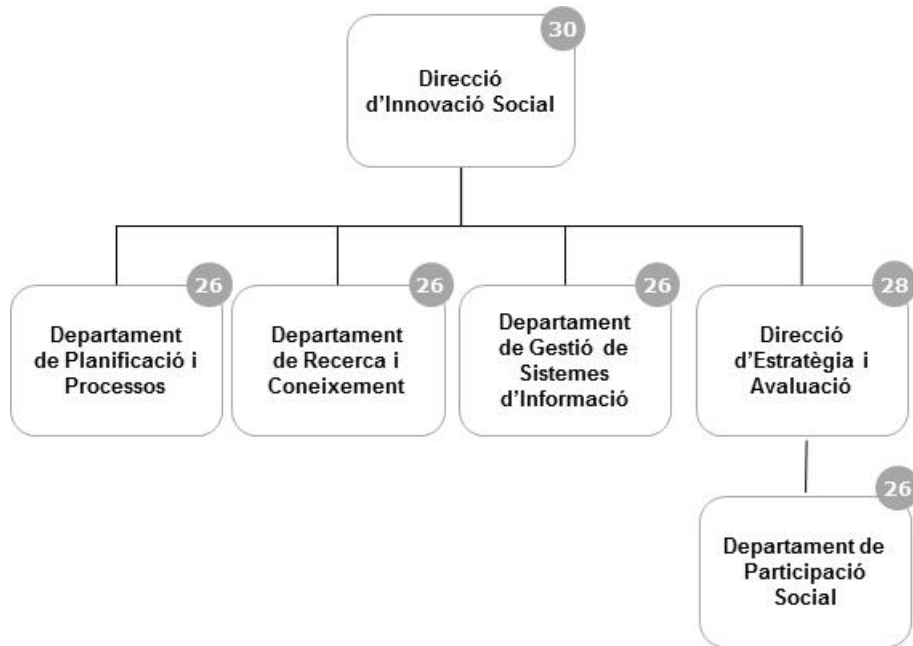 30
Direcció
d'Innovació Social
26
Departament
de Planificació i
Processos
26
Departament
de Recerca i
Coneixement
26
Departament
de Gestió de
Sistemes
d'Informació
28
Direcció
d'Estratègia i
Avaluació
26
Departament de
Participació
Social